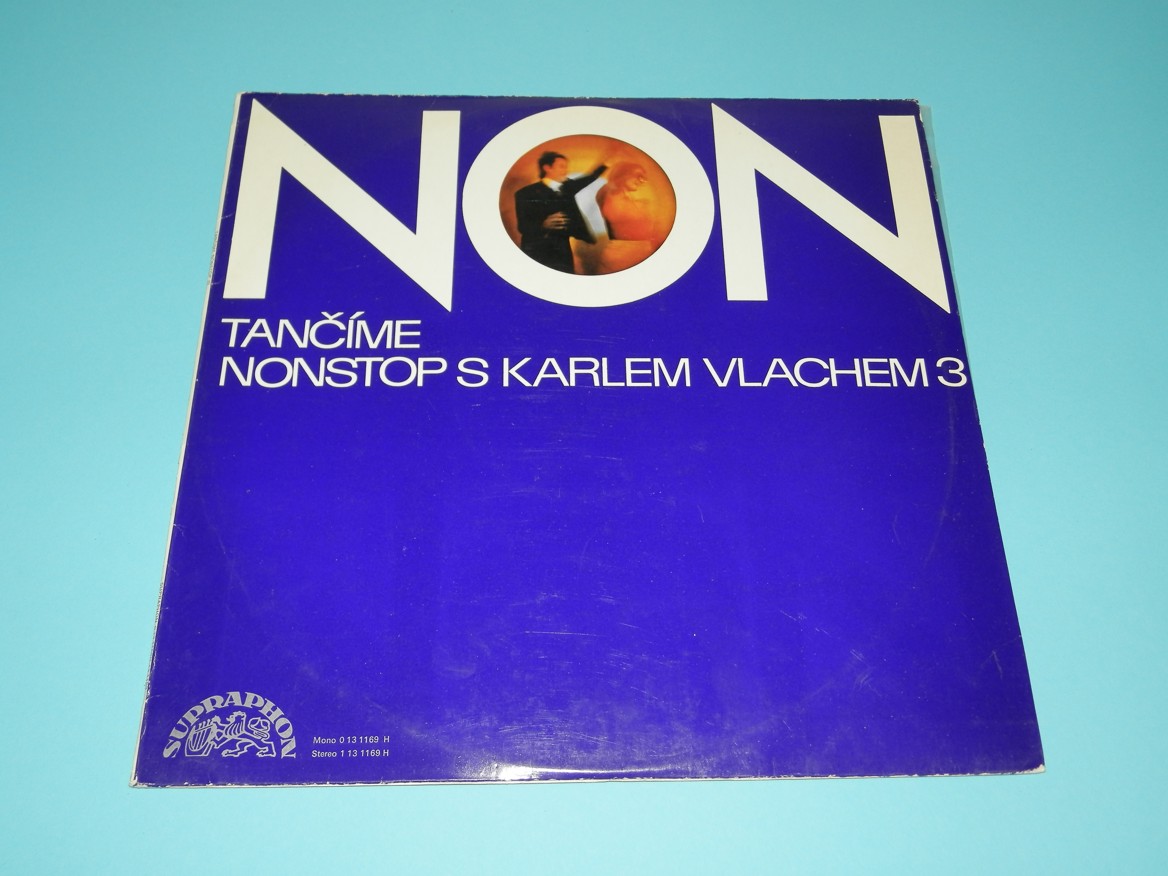 NON
TANČÍME
NONSTOP S KARLEM VLACHEM 3
SUPRAPHON
Mono 0 13 1169 H
Stereo 1 13 1169 H